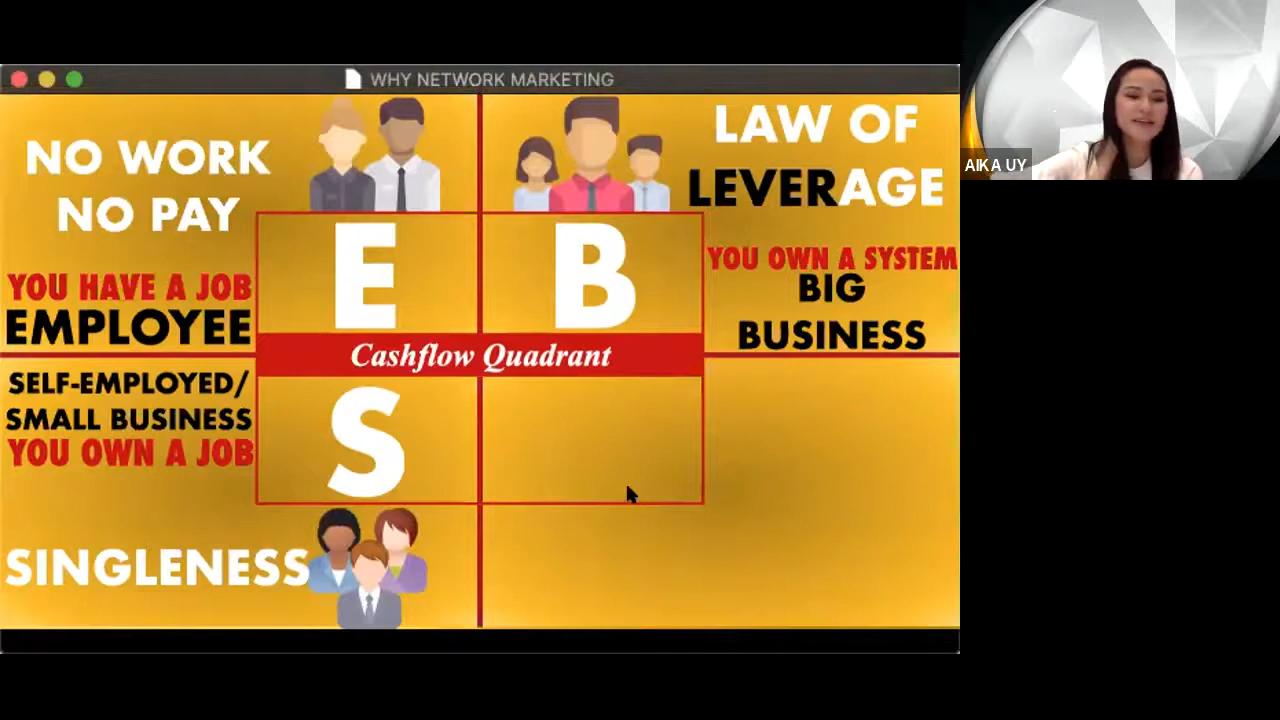 WHY NETWORK MARKETING
NO WORK
NO PAY
YOU HAVE A JOB
EMPLOYEE
E
B
LAW OF
LEVERAGE
YOU OWN A SYSTEM
BIG
BUSINESS
Cashflow Quadrant
SELF-EMPLOYED/
SMALL BUSINESS
YOU OWN A JOB
S
SINGLENESS
AIKA UY